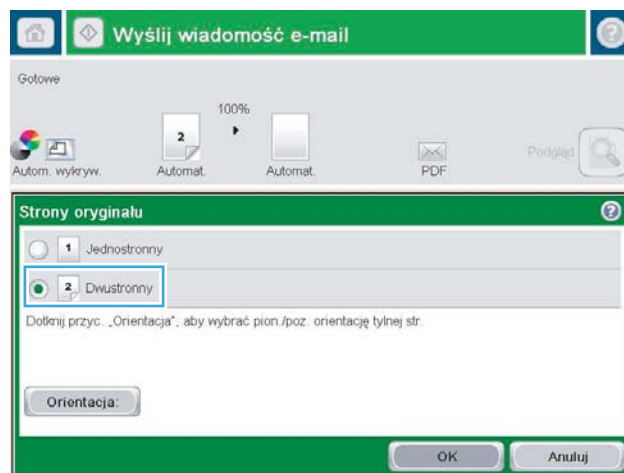 Wyślij wiadomość e-mail
Gotowe
100%
2
Autom. wykryw.
Automat.
Automat.
PDF
Podgląd
Strony oryginału
1 Jednostronny
2 Dwustronny
Dotknij przyc. „Orientacja”, aby wybrać pion./poz. orientację tylnej str.
Orientacja:
OK
Anuluj